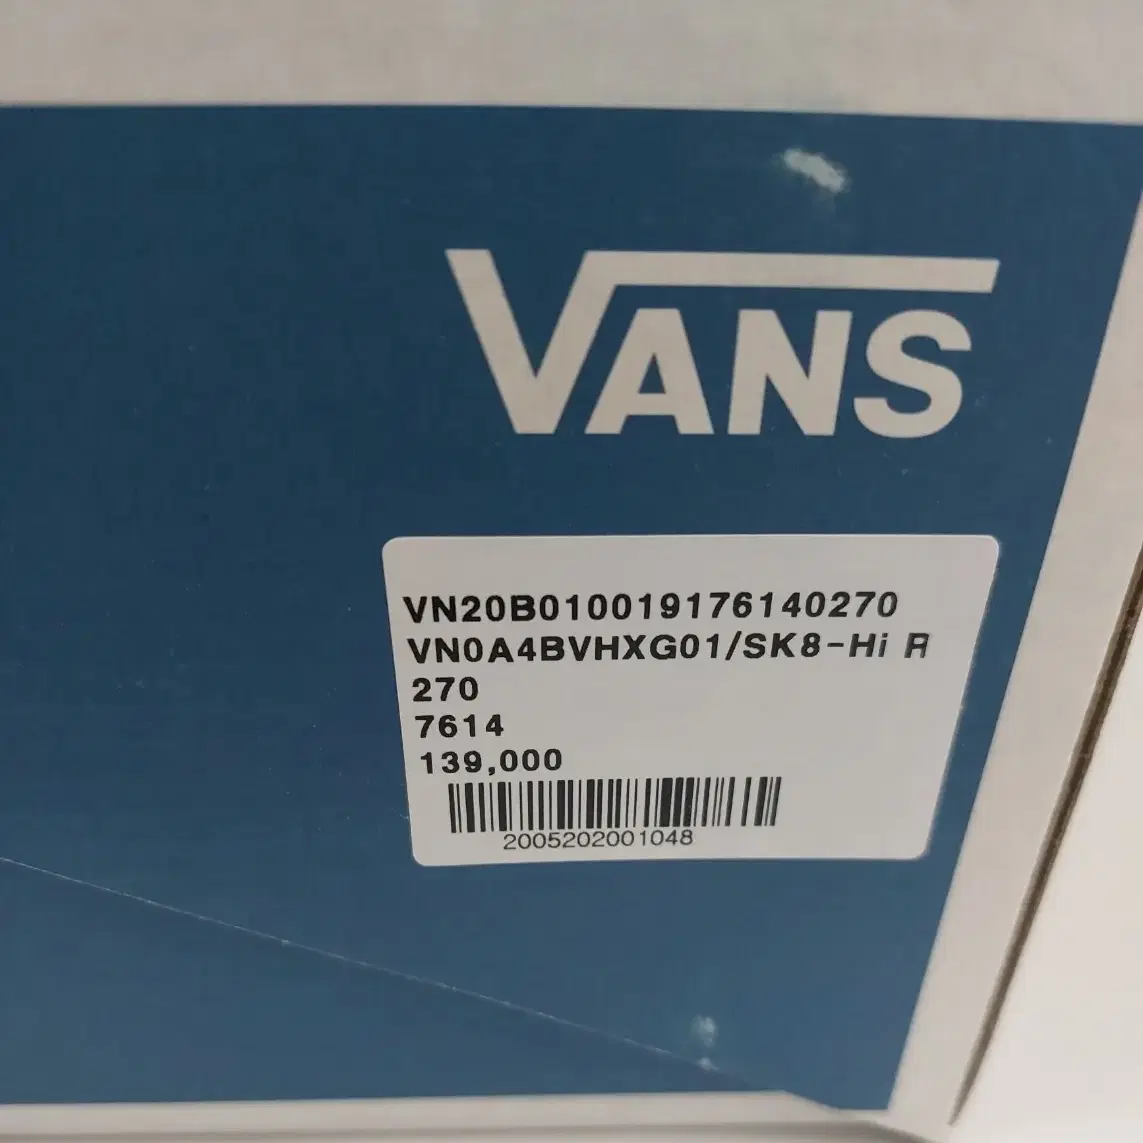 VANS
VN20B010019176140270
VN0A4BVHXG01/SK8-Hi R
270
7614
139,000
2005202001048